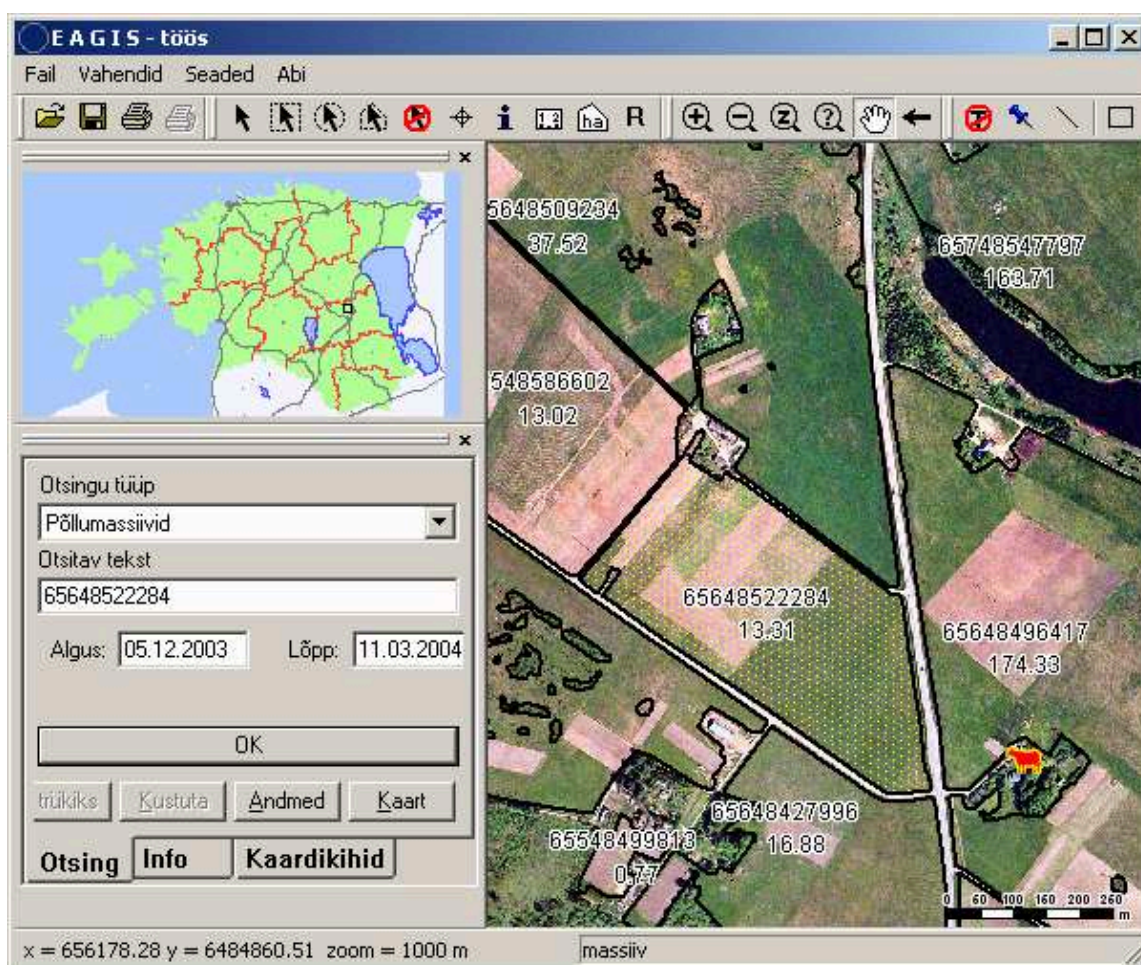 EAGIS - töös
Fail Vahendid Seaded Abi
1.2 ha R
Z ?
5648509234
37.52
65748547797
163.71
548586602
13.02
Otsingu tüüp
Põllumassiivid
Otsitav tekst
65648522284
Algus: 05.12.2003 Lõpp: 11.03.2004
OK
trükiks Kustuta Andmed Kaart
Otsing Info Kaardikihid
65648522284
13.31
65648496417
174.33
65648427996
16.88
65548499813
0.77
0 60 100 160 200 260
m
x = 656178.28 y = 6484860.51 zoom = 1000 m massiiv